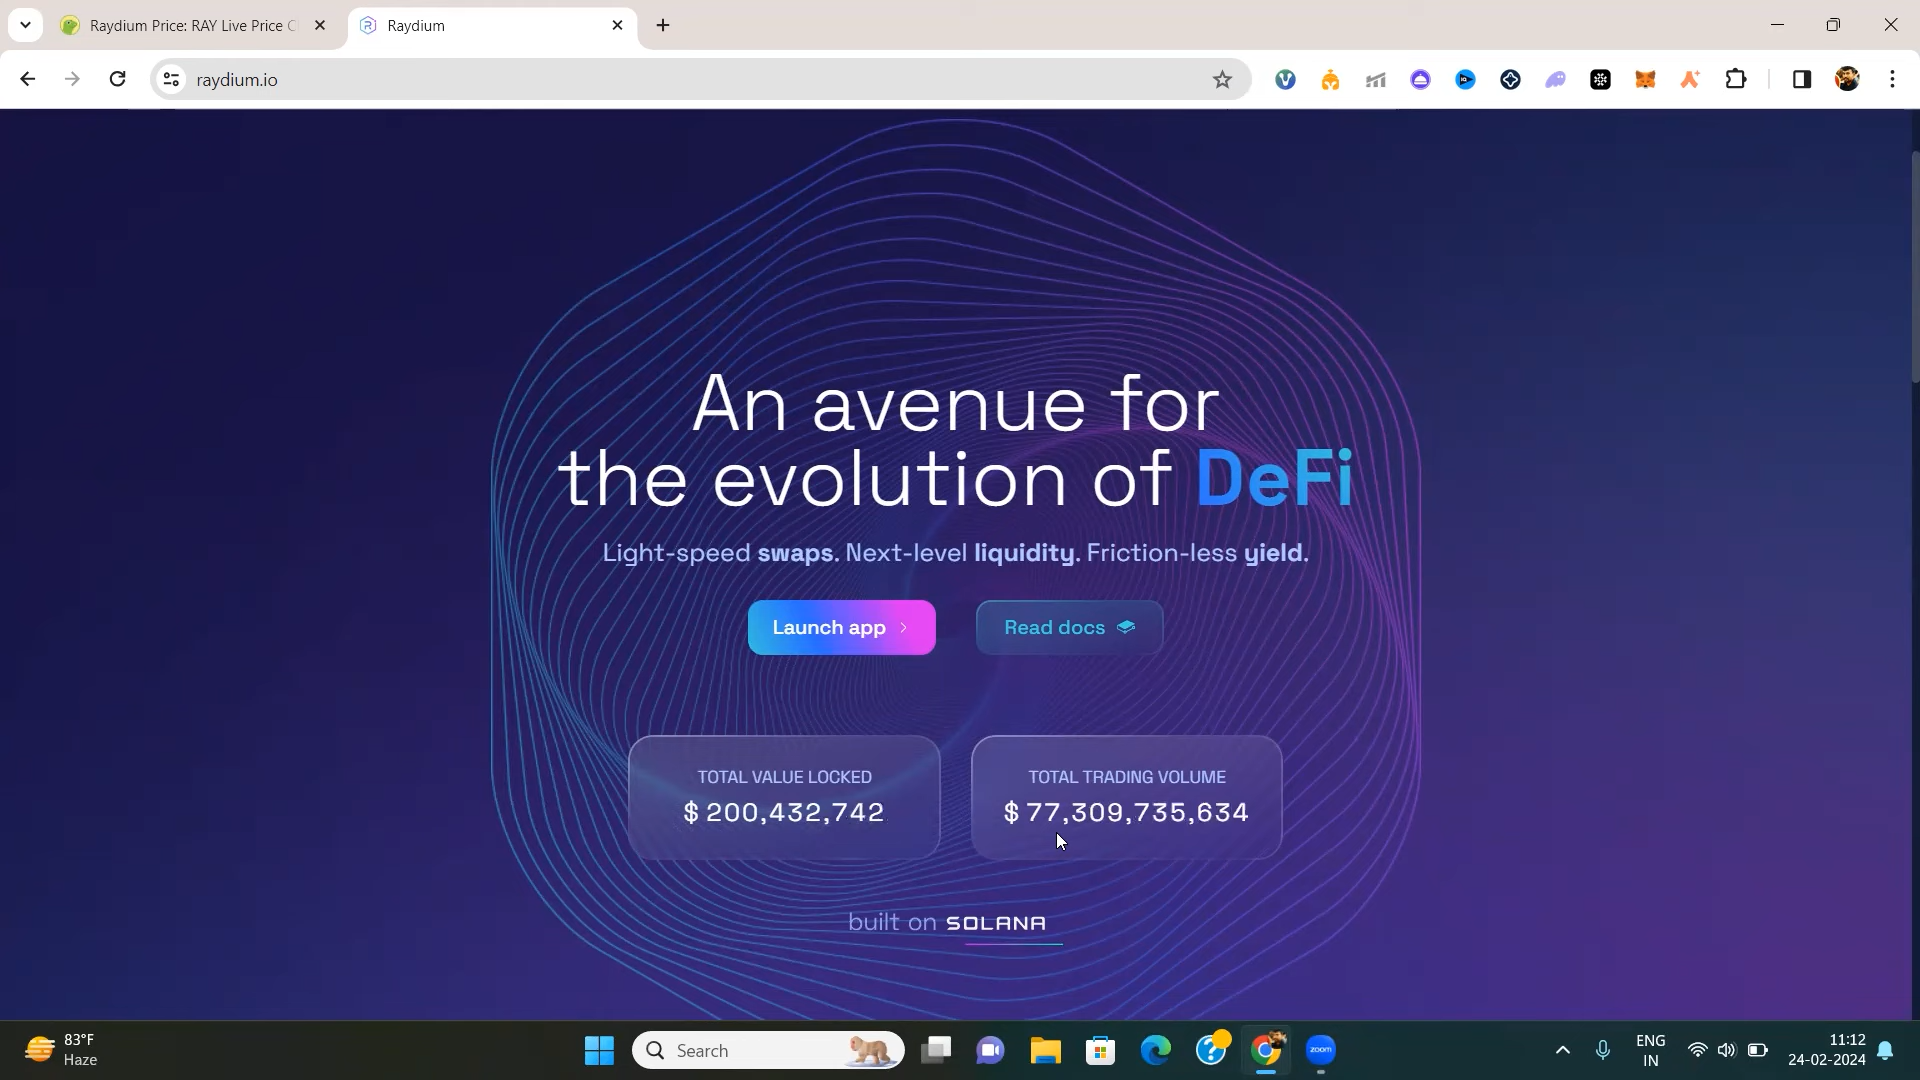 Raydium Price: RAY Live Price C
Raydium
raydium.io
An avenue for
the evolution of DeFi
Light-speed swaps. Next-level liquidity. Friction-less yield.
Launch app
Read docs
TOTAL VALUE LOCKED
$ 200,432,742
TOTAL TRADING VOLUME
$ 77,309,735,634
built on SOLANA
83°F
Haze
Search
zoom
ENG
IN
11:12
24-02-2024